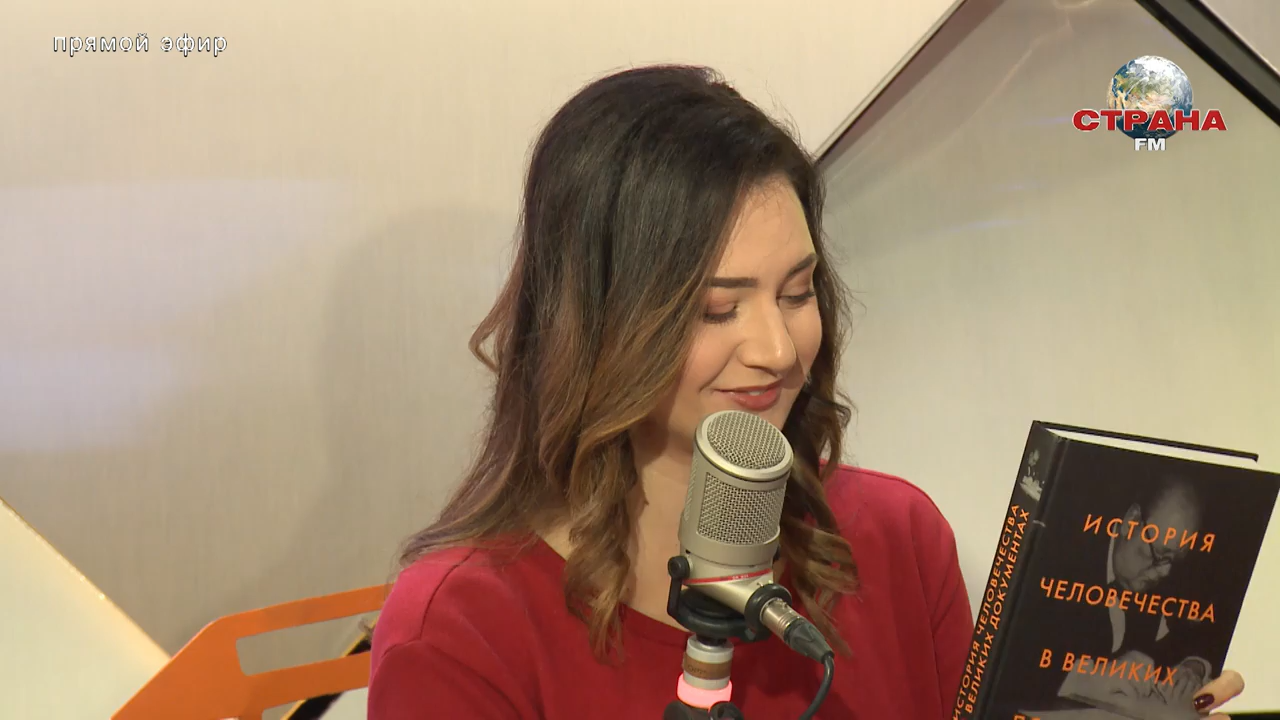 прямой эфир
СТРАНА
FM
ИСТОРИЯ
ЧЕЛОВЕЧЕСТВА
В ВЕЛИКИХ
ИСТОРИЯ ЧЕЛОВЕЧЕСТВА
В ВЕЛИКИХ ДОКУМЕНТАХ